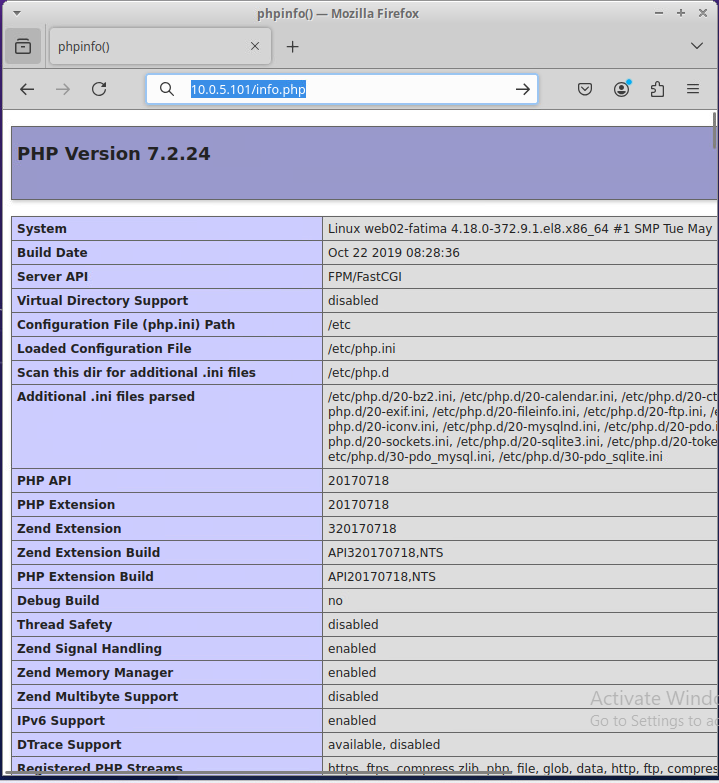 phpinfo() — Mozilla Firefox
phpinfo()
10.0.5.101/info.php
PHP Version 7.2.24
System Linux web02-fatima 4.18.0-372.9.1.el8.x86_64 #1 SMP Tue May
Build Date Oct 22 2019 08:28:36
Server API FPM/FastCGI
Virtual Directory Support disabled
Configuration File (php.ini) Path /etc
Loaded Configuration File /etc/php.ini
Scan this dir for additional .ini files /etc/php.d
Additional .ini files parsed /etc/php.d/20-bz2.ini, /etc/php.d/20-calendar.ini, /etc/php.d/20-ct
php.d/20-exif.ini, /etc/php.d/20-fileinfo.ini, /etc/php.d/20-ftp.ini, /e
php.d/20-iconv.ini, /etc/php.d/20-mysqlnd.ini, /etc/php.d/20-pdo.i
php.d/20-sockets.ini, /etc/php.d/20-sqlite3.ini, /etc/php.d/20-toke
etc/php.d/30-pdo_mysql.ini, /etc/php.d/30-pdo_sqlite.ini
PHP API 20170718
PHP Extension 20170718
Zend Extension 320170718
Zend Extension Build API320170718,NTS
PHP Extension Build API20170718,NTS
Debug Build no
Thread Safety disabled
Zend Signal Handling enabled
Zend Memory Manager enabled
Zend Multibyte Support disabled
Activate Windo
IPv6 Support enabled
Go to Settings to ac
DTrace Support available, disabled
Registered PHP Streams https, ftps, compress.zlib, php, file, glob, data, http, ftp, compres